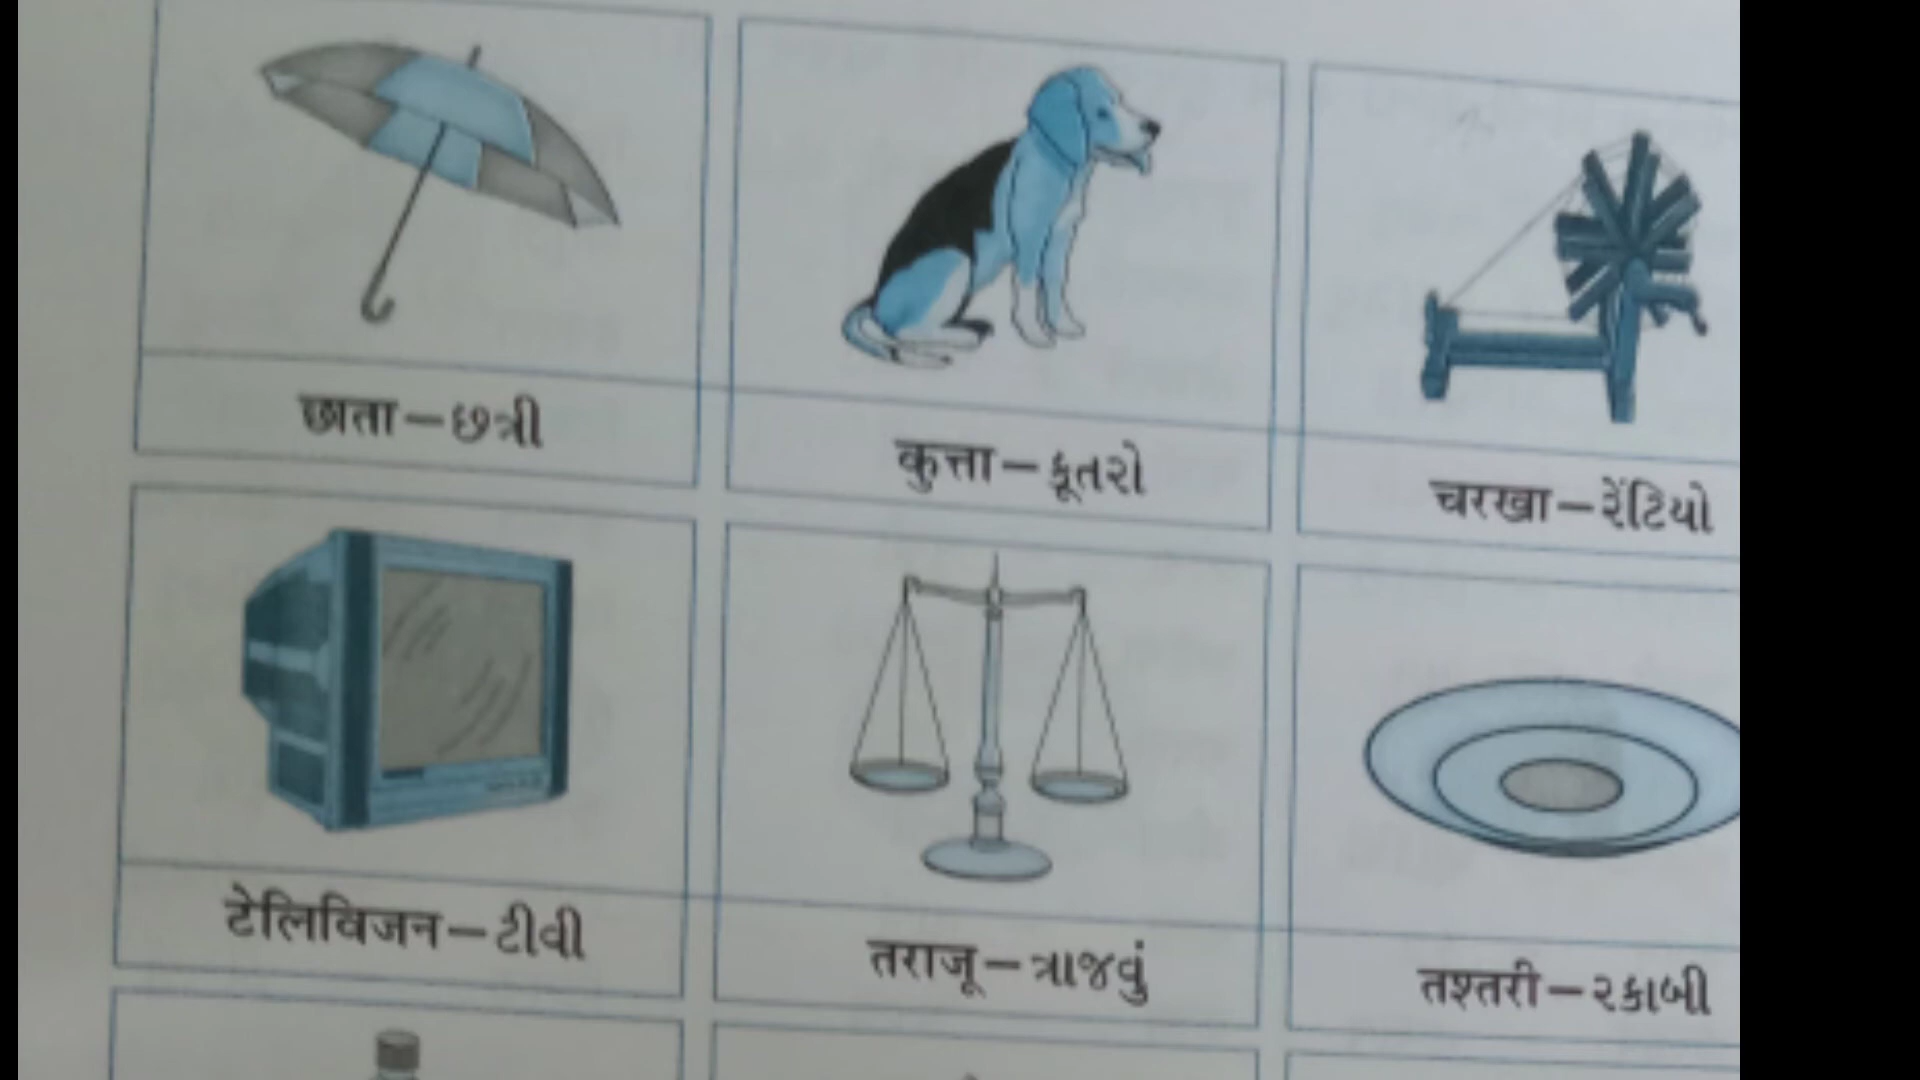 छाता—છત્રી
कुत्ता—કૂતરો
चरखा—રેંટિયો
टेलिविजन—ટીવી
तराजू—ત્રાજવું
तश्तरी—રકાબી